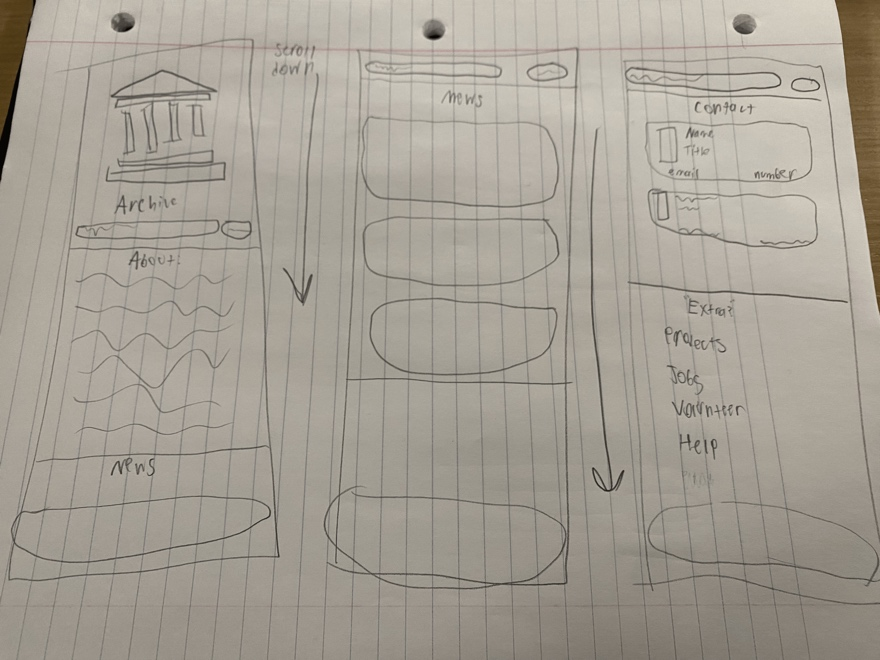 Scroll
down
Archive
About:
News
News
Contact
Name
Title
email
number
"Extra?
Projects
Jobs
Volunteer
Help